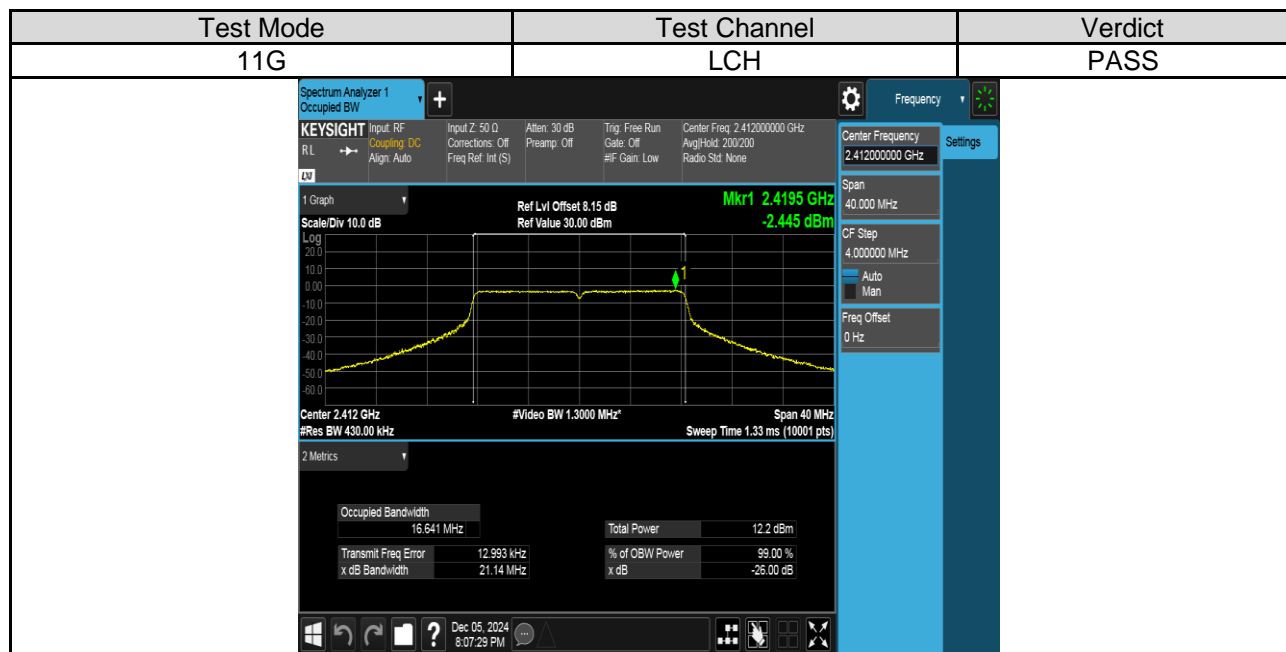 Test Mode Test Channel Verdict
11G LCH PASS
Spectrum Analyzer 1
Occupied BW
+
Frequency
KEYSIGHT Input: RF Input Z: 50 Ω Atten: 30 dB Trig: Free Run Center Freq: 2.412000000 GHz
RL Coupling: DC Corrections: Off Preamp: Off Gate: Off Avg|Hold: 200/200
Align: Auto Freq Ref: Int (S) #IF Gain: Low Radio Std: None
LXI
Center Frequency
2.412000000 GHz
Settings
Span
40.000 MHz
CF Step
4.000000 MHz
Auto
Man
Freq Offset
0 Hz
1 Graph Ref Lvl Offset 8.15 dB Mkr1 2.4195 GHz
Scale/Div 10.0 dB Ref Value 30.00 dBm -2.445 dBm
Log
20.0
10.0
1
0.00
-10.0
-20.0
-30.0
-40.0
-50.0
-60.0
Center 2.412 GHz #Video BW 1.3000 MHz* Span 40 MHz
#Res BW 430.00 kHz Sweep Time 1.33 ms (10001 pts)
2 Metrics
Occupied Bandwidth
16.641 MHz Total Power 12.2 dBm
Transmit Freq Error 12.993 kHz % of OBW Power 99.00 %
x dB Bandwidth 21.14 MHz x dB -26.00 dB
? Dec 05, 2024
8:07:29 PM